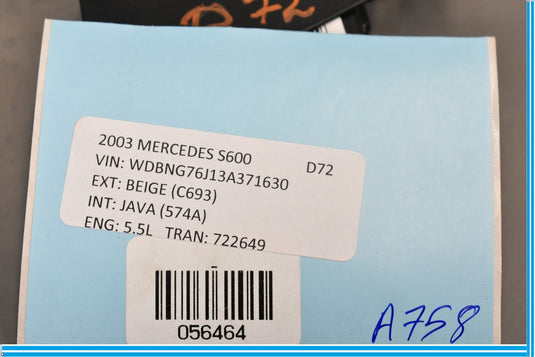 D72
2003 MERCEDES S600 D72
VIN: WDBNG76J13A371630
EXT: BEIGE (C693)
INT: JAVA (574A)
ENG: 5.5L TRAN: 722649
056464
A758